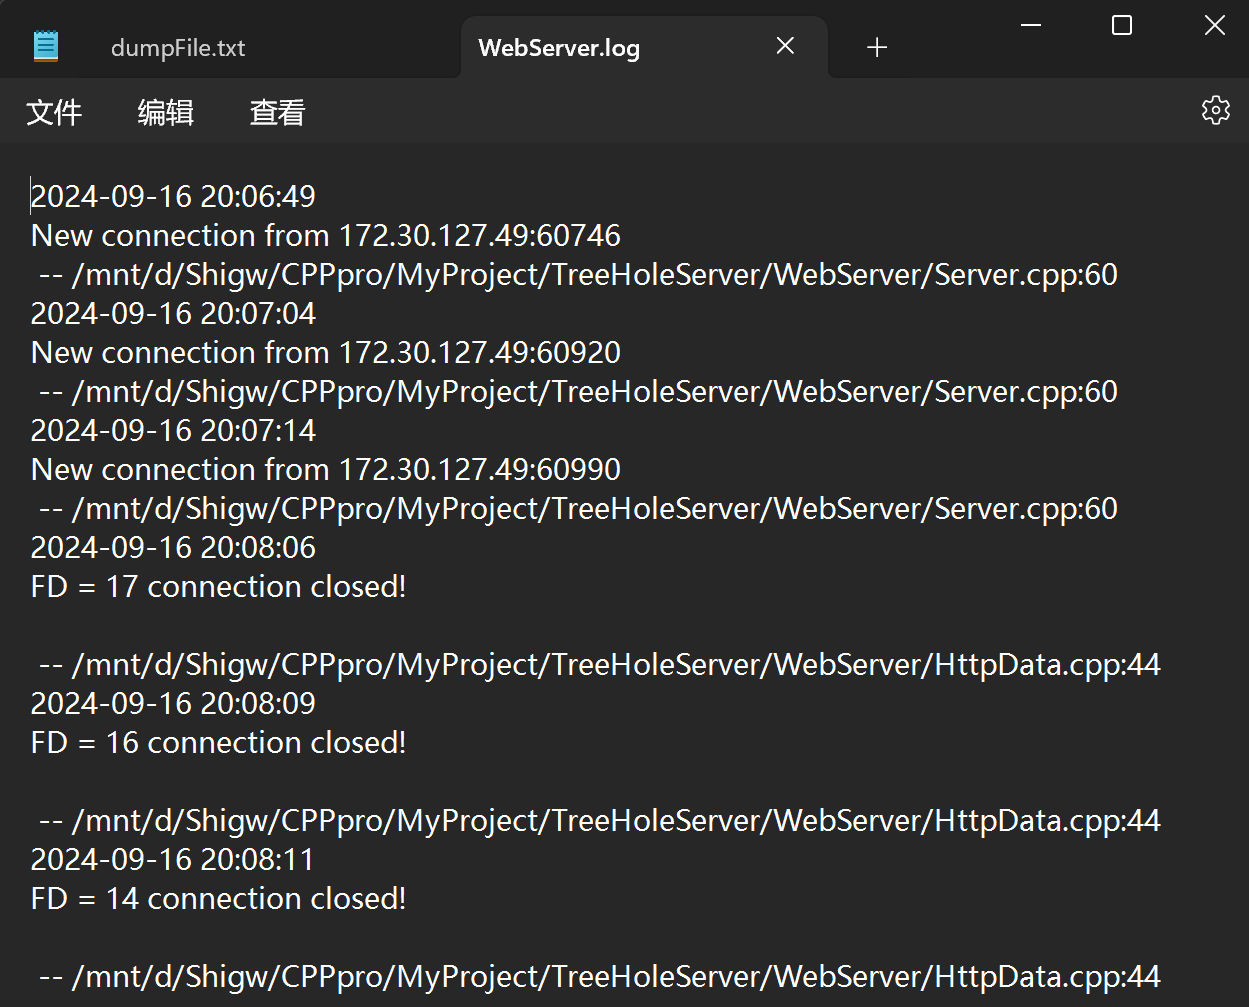 dumpFile.txt
WebServer.log
文件 编辑 查看
2024-09-16 20:06:49
New connection from 172.30.127.49:60746
-- /mnt/d/Shigw/CPPpro/MyProject/TreeHoleServer/WebServer/Server.cpp:60
2024-09-16 20:07:04
New connection from 172.30.127.49:60920
-- /mnt/d/Shigw/CPPpro/MyProject/TreeHoleServer/WebServer/Server.cpp:60
2024-09-16 20:07:14
New connection from 172.30.127.49:60990
-- /mnt/d/Shigw/CPPpro/MyProject/TreeHoleServer/WebServer/Server.cpp:60
2024-09-16 20:08:06
FD = 17 connection closed!
-- /mnt/d/Shigw/CPPpro/MyProject/TreeHoleServer/WebServer/HttpData.cpp:44
2024-09-16 20:08:09
FD = 16 connection closed!
-- /mnt/d/Shigw/CPPpro/MyProject/TreeHoleServer/WebServer/HttpData.cpp:44
2024-09-16 20:08:11
FD = 14 connection closed!
-- /mnt/d/Shigw/CPPpro/MyProject/TreeHoleServer/WebServer/HttpData.cpp:44